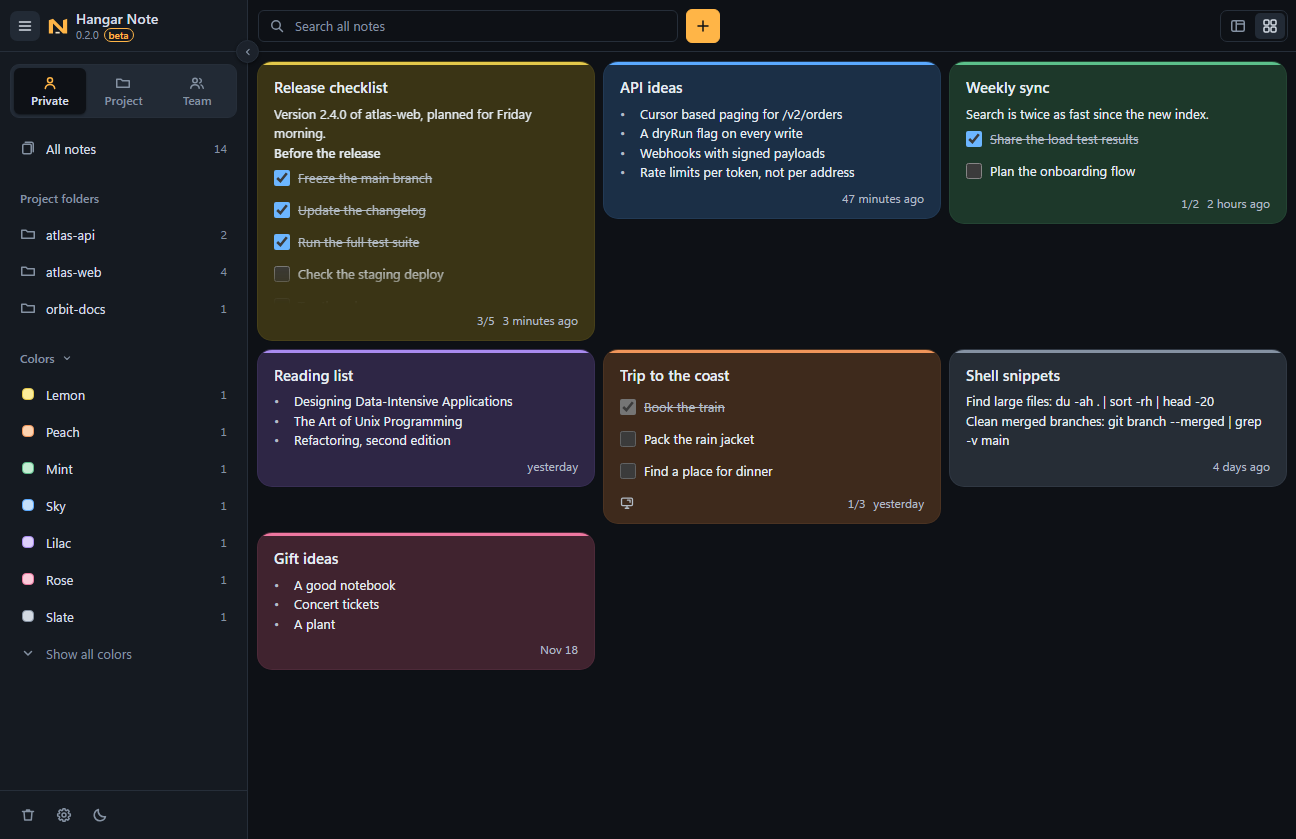 Hangar Note
0.2.0 beta
Search all notes
Private
Project
Team
All notes 14
Project folders
atlas-api 2
atlas-web 4
orbit-docs 1
Colors
Lemon 1
Peach 1
Mint 1
Sky 1
Lilac 1
Rose 1
Slate 1
Show all colors
Release checklist
Version 2.4.0 of atlas-web, planned for Friday
morning.
Before the release
Freeze the main branch
Update the changelog
Run the full test suite
Check the staging deploy
3/5 3 minutes ago
API ideas
• Cursor based paging for /v2/orders
• A dryRun flag on every write
• Webhooks with signed payloads
• Rate limits per token, not per address
47 minutes ago
Weekly sync
Search is twice as fast since the new index.
Share the load test results
Plan the onboarding flow
1/2 2 hours ago
Reading list
• Designing Data-Intensive Applications
• The Art of Unix Programming
• Refactoring, second edition
yesterday
Trip to the coast
Book the train
Pack the rain jacket
Find a place for dinner
1/3 yesterday
Shell snippets
Find large files: du -ah . | sort -rh | head -20
Clean merged branches: git branch --merged | grep
-v main
4 days ago
Gift ideas
• A good notebook
• Concert tickets
• A plant
Nov 18